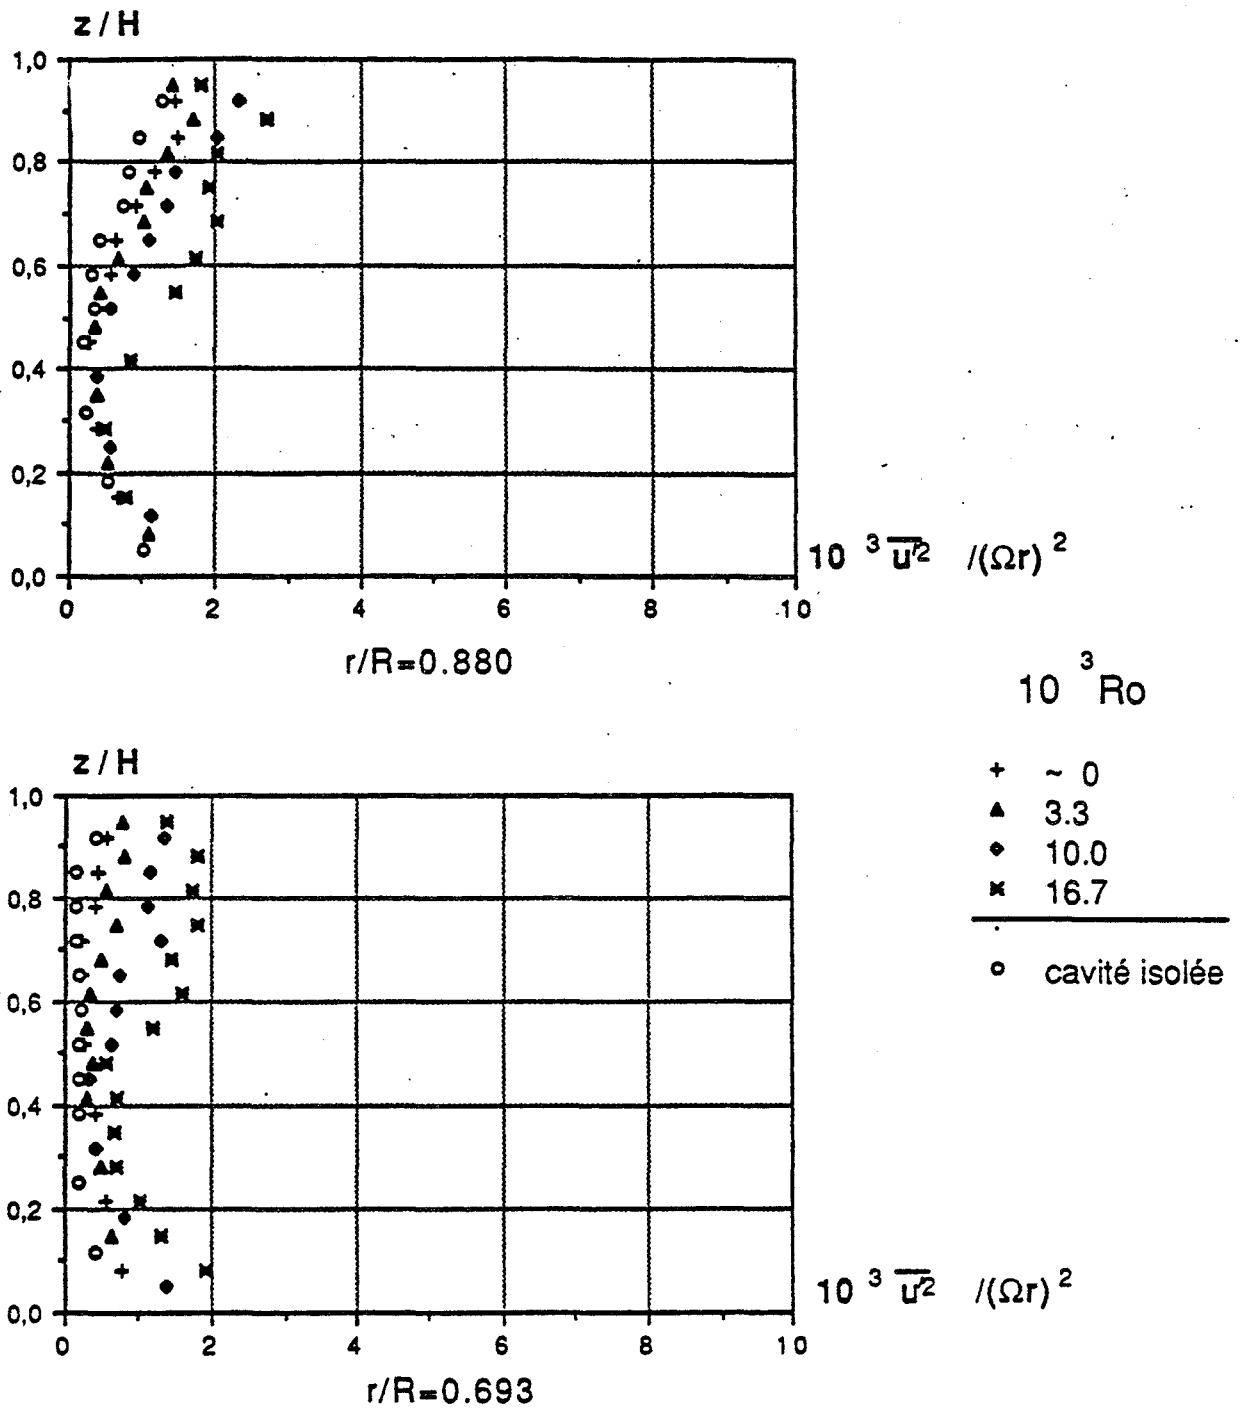 z / H
1,0
0,8
0,6
0,4
0,2
0,0
0 2 4 6 8 10
10 3 u'2 /(Ωr) 2
r/R=0.880
10 3 Ro
+ ~ 0
▲ 3.3
◆ 10.0
✖ 16.7
o cavité isolée
z / H
1,0
0,8
0,6
0,4
0,2
0,0
0 2 4 6 8 10
10 3 u'2 /(Ωr) 2
r/R=0.693